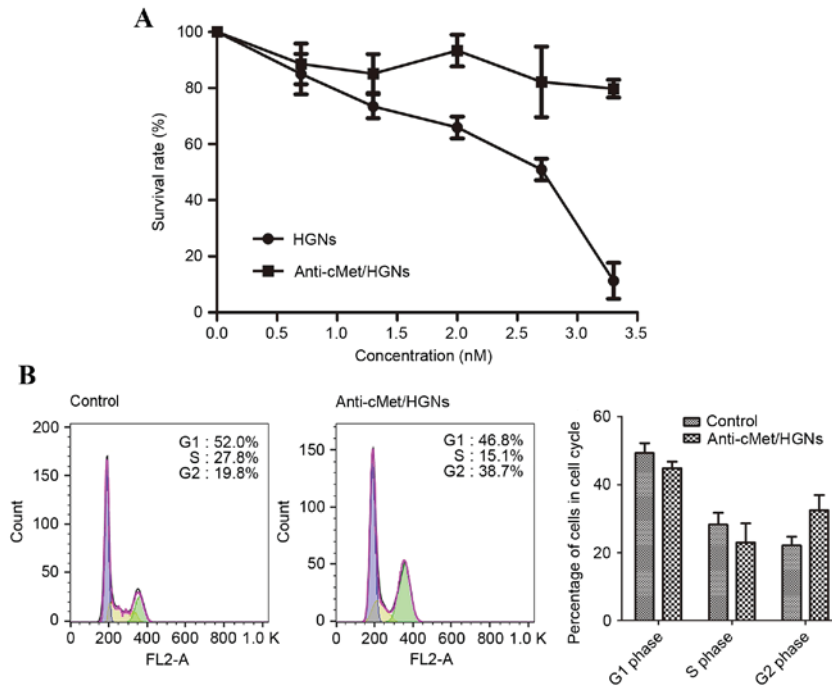 A
100
80
60
40
20
0
Survival rate (%)
HGNs
Anti-cMet/HGNs
0.0 0.5 1.0 1.5 2.0 2.5 3.0 3.5
Concentration (nM)
B
Control
200
150
100
50
0
Count
G1 : 52.0%
S : 27.8%
G2 : 19.8%
0 200 400 600 800 1.0 K
FL2-A
Anti-cMet/HGNs
150
100
50
0
Count
G1 : 46.8%
S : 15.1%
G2 : 38.7%
0 200 400 600 800 1.0 K
FL2-A
60
40
20
0
Percentage of cells in cell cycle
Control
Anti-cMet/HGNs
G1 phase
S phase
G2 phase